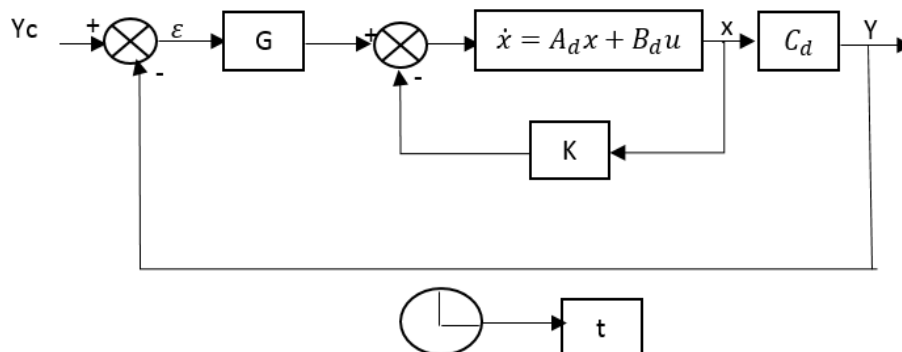 Yc + ε G + ẋ = A_d x + B_d u x C_d Y
- -
K
t